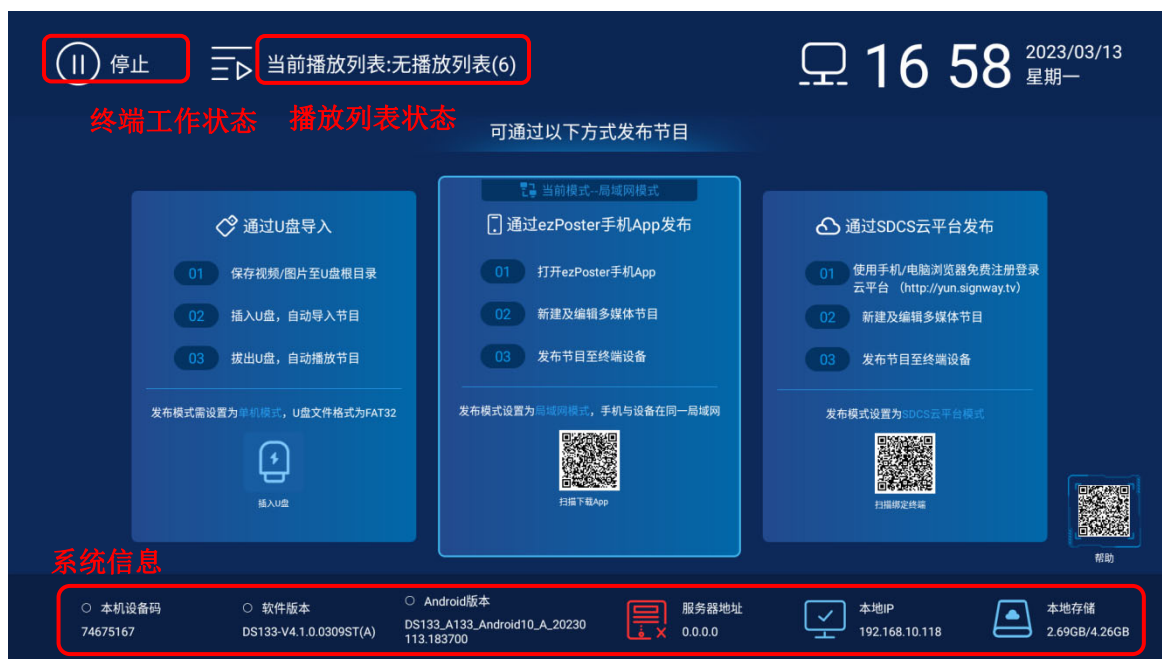 停止
当前播放列表:无播放列表(6)
16 58
2023/03/13
星期一
终端工作状态
播放列表状态
可通过以下方式发布节目
通过U盘导入
01 保存视频/图片至U盘根目录
02 插入U盘，自动导入节目
03 拔出U盘，自动播放节目
发布模式需设置为单机模式，U盘文件格式为FAT32
插入U盘
当前模式--局域网模式
通过ezPoster手机App发布
01 打开ezPoster手机App
02 新建及编辑多媒体节目
03 发布节目至终端设备
发布模式设置为局域网模式，手机与设备在同一局域网
扫描下载App
通过SDCS云平台发布
01 使用手机/电脑浏览器免费注册登录
云平台 （http://yun.signway.tv）
02 新建及编辑多媒体节目
03 发布节目至终端设备
发布模式设置为SDCS云平台模式
扫描绑定终端
帮助
系统信息
本机设备码
74675167
软件版本
DS133-V4.1.0.0309ST(A)
Android版本
DS133_A133_Android10_A_20230
113.183700
服务器地址
0.0.0.0
本地IP
192.168.10.118
本地存储
2.69GB/4.26GB